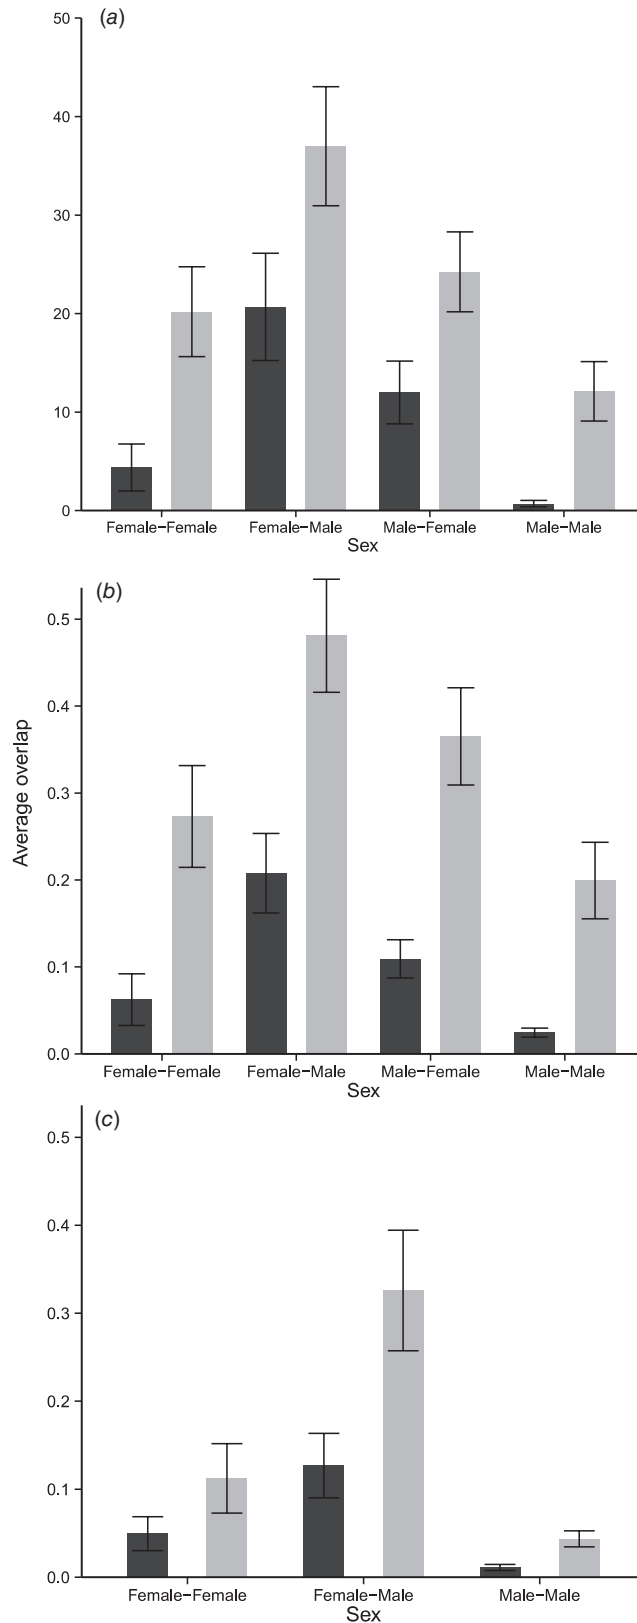 (a)
50
40
30
20
10
0
Female–Female Female–Male Male–Female Male–Male
Sex
(b)
0.5
0.4
0.3
0.2
0.1
0.0
Average overlap
Female–Female Female–Male Male–Female Male–Male
Sex
(c)
0.5
0.4
0.3
0.2
0.1
0.0
Female–Female Female–Male Male–Male
Sex